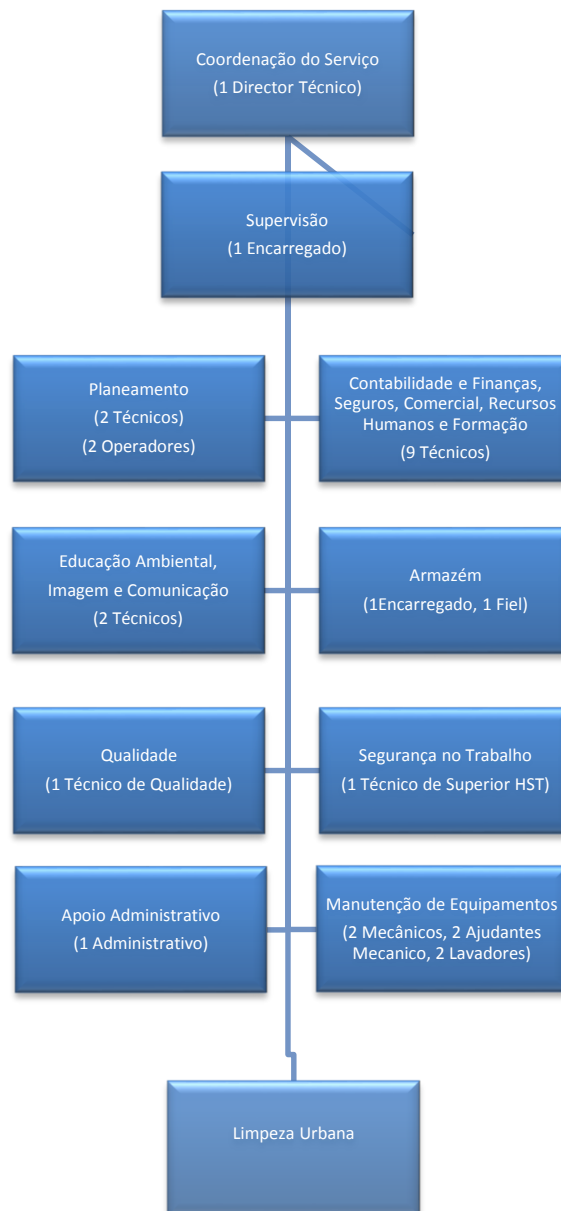 Coordenação do Serviço
(1 Director Técnico)
Supervisão
(1 Encarregado)
Planeamento
(2 Técnicos)
(2 Operadores)
Contabilidade e Finanças,
Seguros, Comercial, Recursos
Humanos e Formação
(9 Técnicos)
Educação Ambiental,
Imagem e Comunicação
(2 Técnicos)
Armazém
(1Encarregado, 1 Fiel)
Qualidade
(1 Técnico de Qualidade)
Segurança no Trabalho
(1 Técnico de Superior HST)
Apoio Administrativo
(1 Administrativo)
Manutenção de Equipamentos
(2 Mecânicos, 2 Ajudantes
Mecanico, 2 Lavadores)
Limpeza Urbana